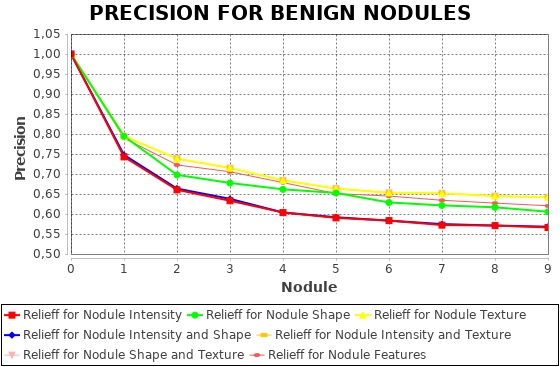 PRECISION FOR BENIGN NODULES
1,05
1,00
0,95
0,90
0,85
0,80
0,75
0,70
0,65
0,60
0,55
0,50
Precision
0 1 2 3 4 5 6 7 8 9
Nodule
Relieff for Nodule Intensity Relieff for Nodule Shape Relieff for Nodule Texture
Relieff for Nodule Intensity and Shape Relieff for Nodule Intensity and Texture
Relieff for Nodule Shape and Texture Relieff for Nodule Features